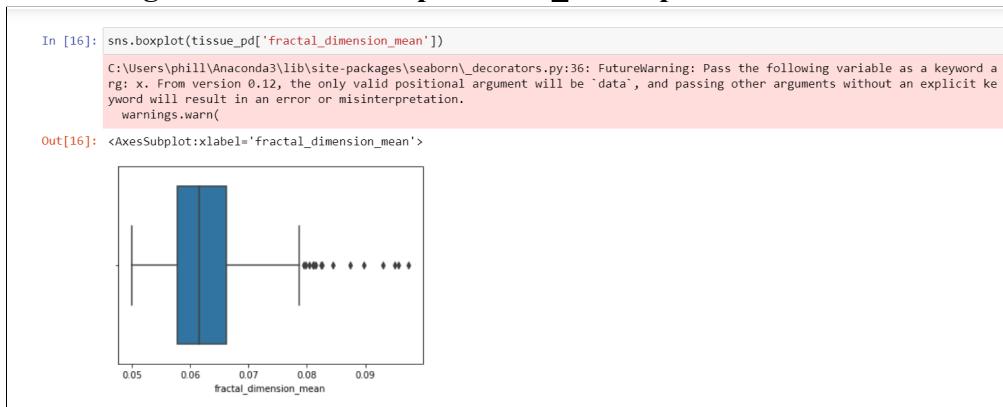 In [16]: sns.boxplot(tissue_pd['fractal_dimension_mean'])
C:\Users\phill\Anaconda3\lib\site-packages\seaborn\_decorators.py:36: FutureWarning: Pass the following variable as a keyword a
rg: x. From version 0.12, the only valid positional argument will be `data`, and passing other arguments without an explicit ke
yword will result in an error or misinterpretation.
warnings.warn(
Out[16]: <AxesSubplot:xlabel='fractal_dimension_mean'>
0.05 0.06 0.07 0.08 0.09
fractal_dimension_mean